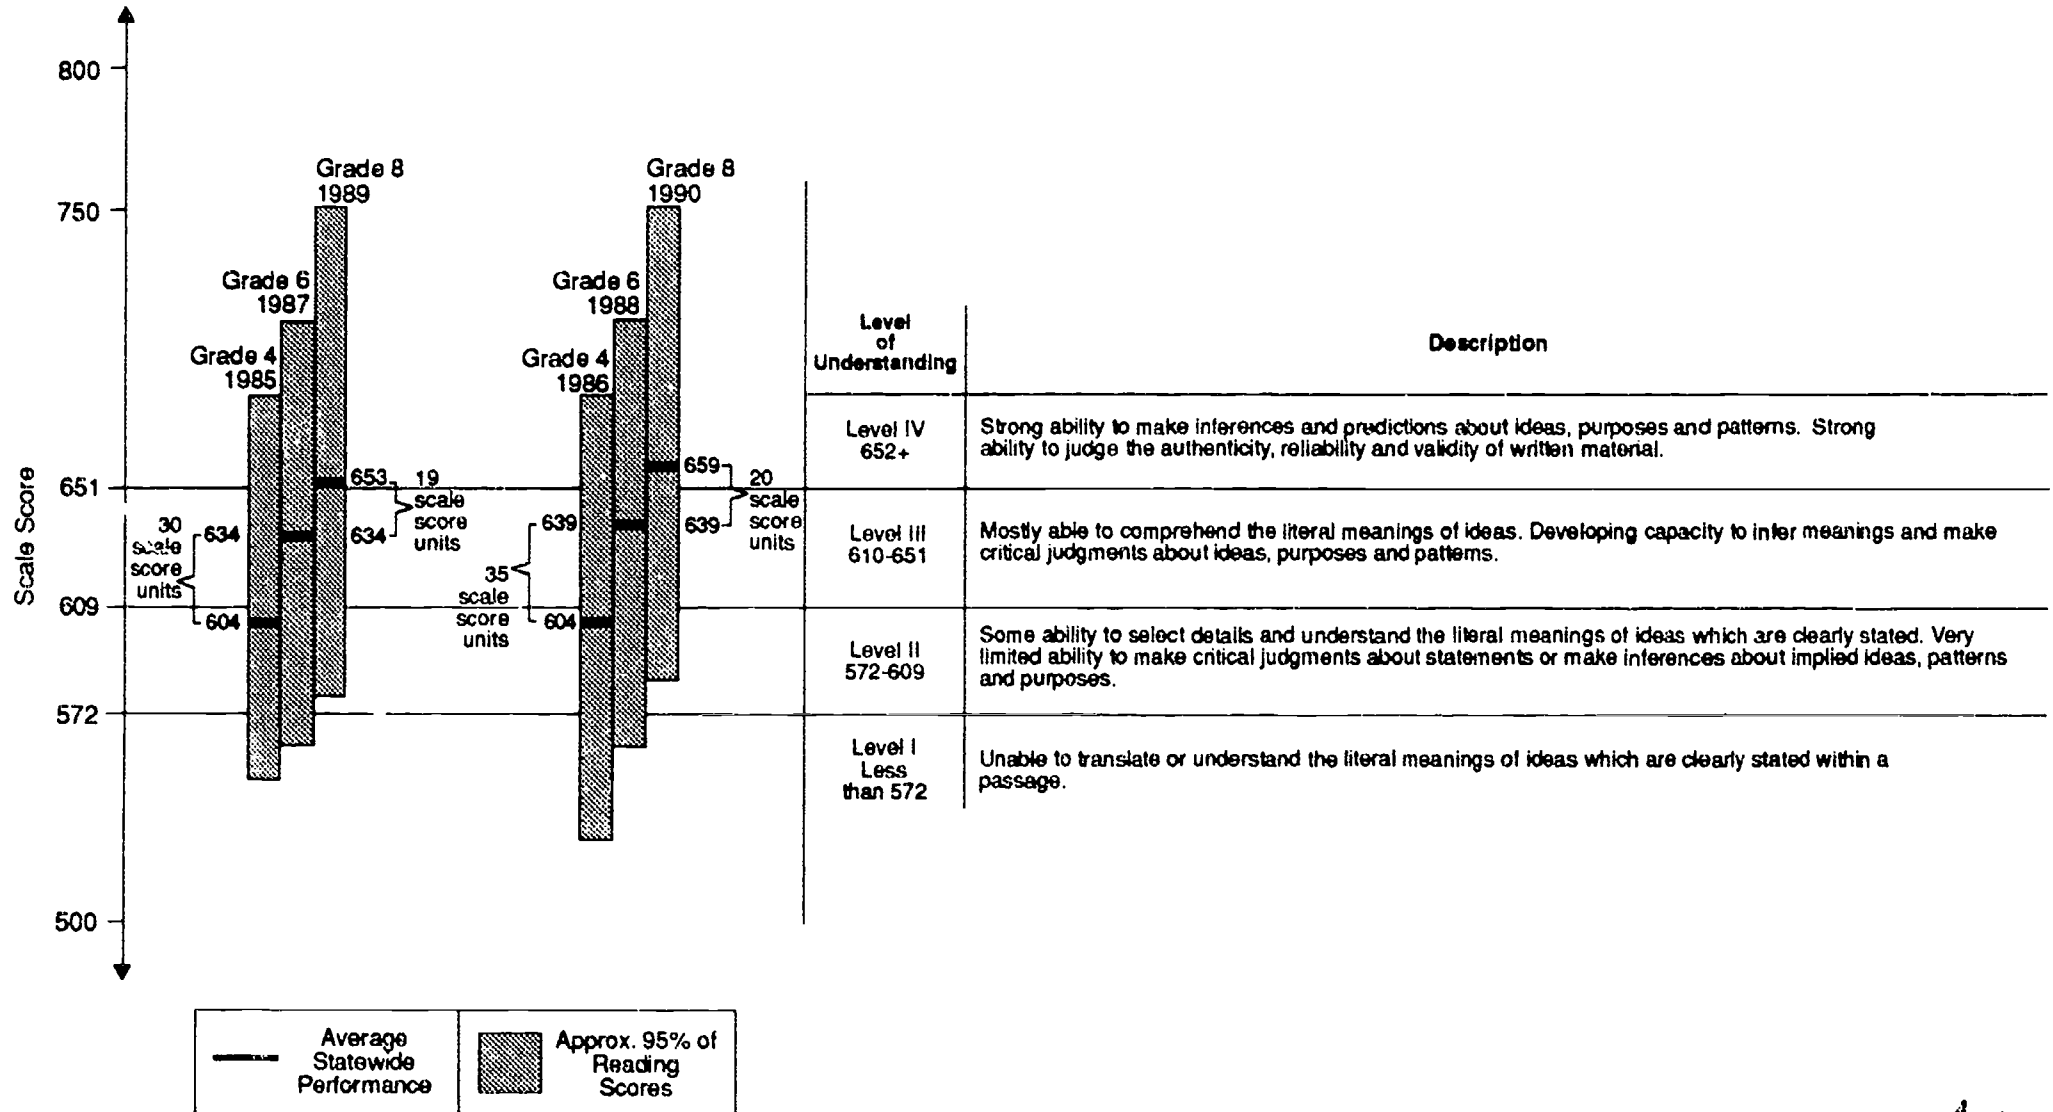 800
750
651
609
572
500
Scale Score
Grade 8
1989
Grade 6
1987
Grade 4
1985
653
634
19
scale
score
units
30
scale
score
units
634
604
Grade 8
1990
Grade 6
1988
Grade 4
1986
659
639
20
scale
score
units
639
604
35
scale
score
units
Level
of
Understanding
Description
Level IV
652+
Strong ability to make inferences and predictions about ideas, purposes and patterns. Strong
ability to judge the authenticity, reliability and validity of written material.
Level III
610-651
Mostly able to comprehend the literal meanings of ideas. Developing capacity to infer meanings and make
critical judgments about ideas, purposes and patterns.
Level II
572-609
Some ability to select details and understand the literal meanings of ideas which are clearly stated. Very
limited ability to make critical judgments about statements or make inferences about implied ideas, patterns
and purposes.
Level I
Less
than 572
Unable to translate or understand the literal meanings of ideas which are clearly stated within a
passage.
Average
Statewide
Performance
Approx. 95% of
Reading
Scores